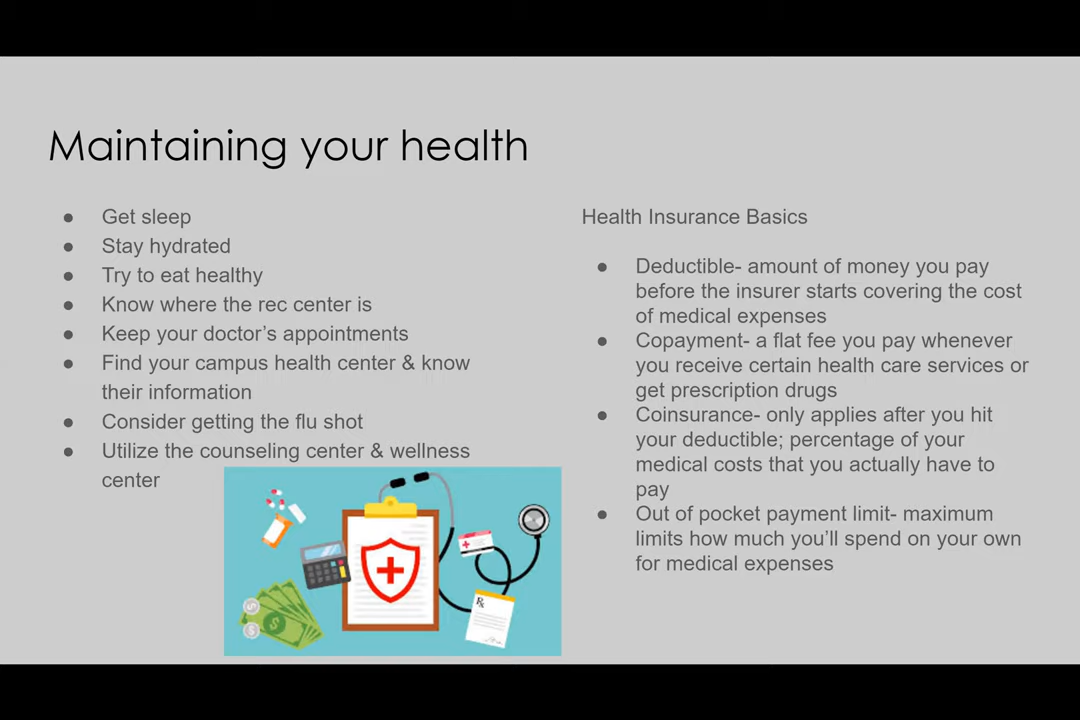 Maintaining your health
● Get sleep
● Stay hydrated
● Try to eat healthy
● Know where the rec center is
● Keep your doctor's appointments
● Find your campus health center & know
their information
● Consider getting the flu shot
● Utilize the counseling center & wellness
center
Health Insurance Basics
● Deductible- amount of money you pay
before the insurer starts covering the cost
of medical expenses
● Copayment- a flat fee you pay whenever
you receive certain health care services or
get prescription drugs
● Coinsurance- only applies after you hit
your deductible; percentage of your
medical costs that you actually have to
pay
● Out of pocket payment limit- maximum
limits how much you'll spend on your own
for medical expenses
$
$
$
Rx